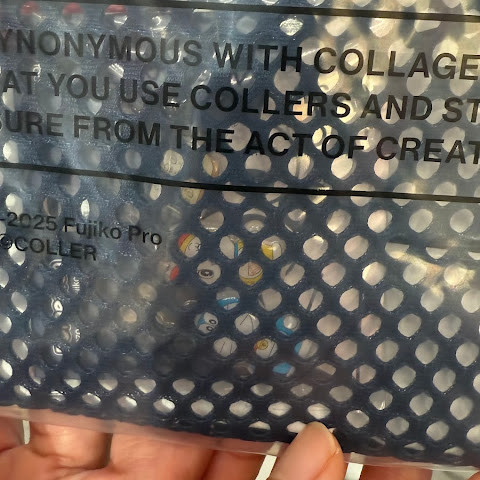 YNONYMOUS WITH COLLAGE
AT YOU USE COLLERS AND ST
SURE FROM THE ACT OF CREAT
-2025 Fujiko Pro
©COLLER